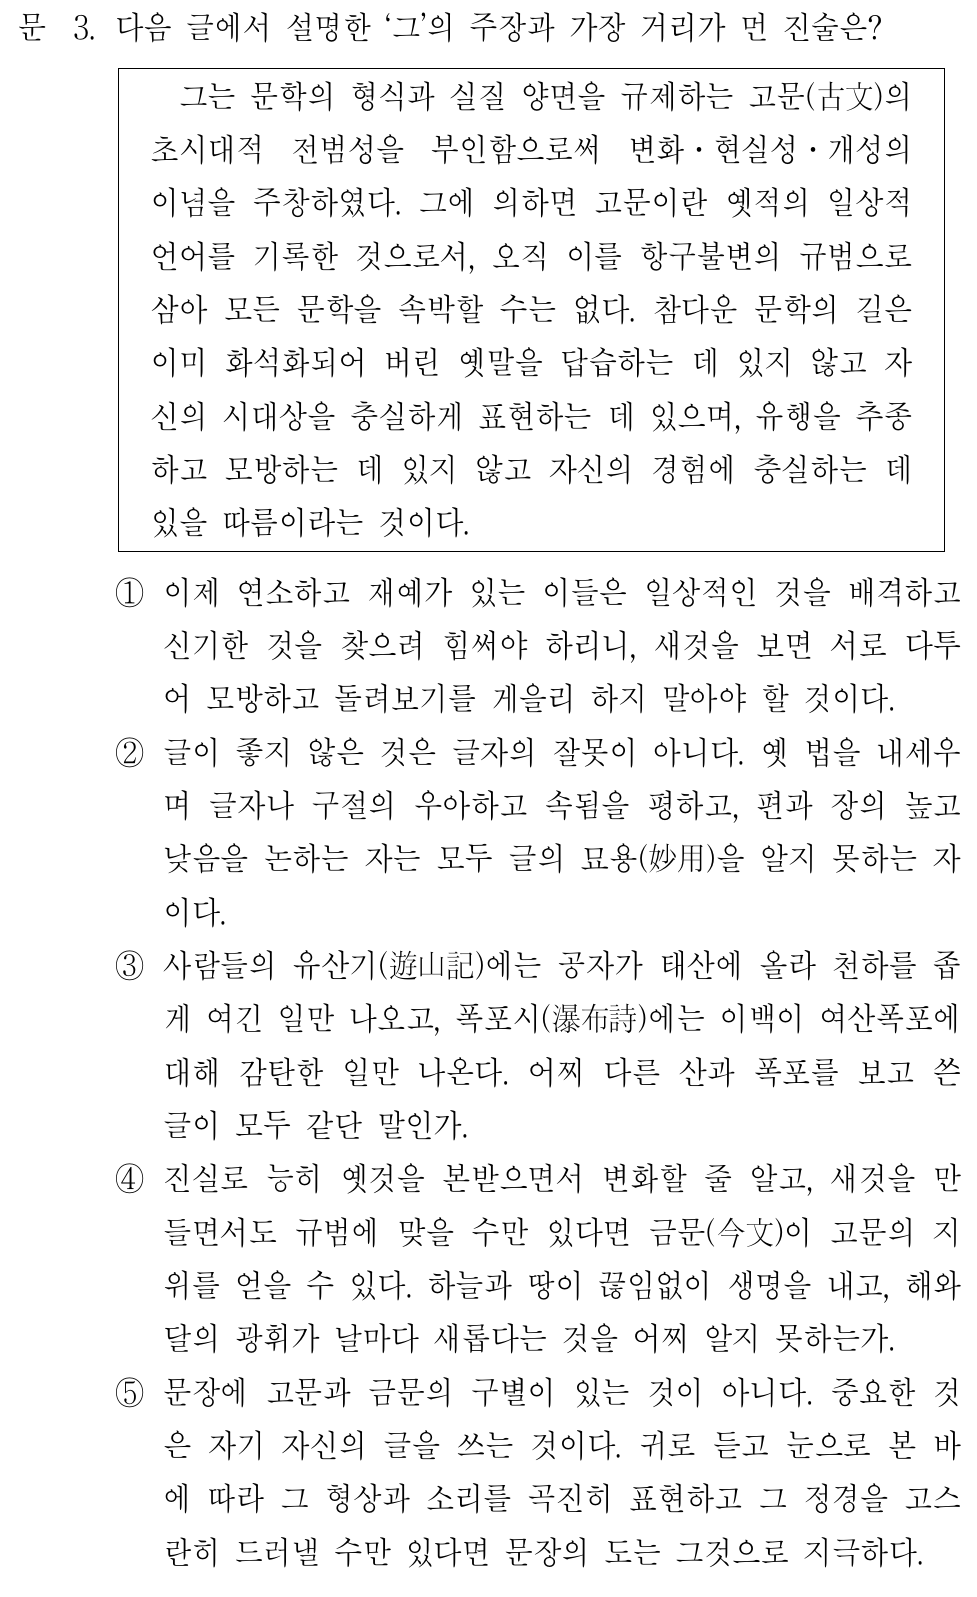 문 3. 다음 글에서 설명한 ‘그’의 주장과 가장 거리가 먼 진술은?
그는 문학의 형식과 실질 양면을 규제하는 고문(古文)의
초시대적 전범성을 부인함으로써 변화·현실성·개성의
이념을 주창하였다. 그에 의하면 고문이란 옛적의 일상적
언어를 기록한 것으로서, 오직 이를 항구불변의 규범으로
삼아 모든 문학을 속박할 수는 없다. 참다운 문학의 길은
이미 화석화되어 버린 옛말을 답습하는 데 있지 않고 자
신의 시대상을 충실하게 표현하는 데 있으며, 유행을 추종
하고 모방하는 데 있지 않고 자신의 경험에 충실하는 데
있을 따름이라는 것이다.
① 이제 연소하고 재예가 있는 이들은 일상적인 것을 배격하고
신기한 것을 찾으려 힘써야 하리니, 새것을 보면 서로 다투
어 모방하고 돌려보기를 게을리 하지 말아야 할 것이다.
② 글이 좋지 않은 것은 글자의 잘못이 아니다. 옛 법을 내세우
며 글자나 구절의 우아하고 속됨을 평하고, 편과 장의 높고
낮음을 논하는 자는 모두 글의 묘용(妙用)을 알지 못하는 자
이다.
③ 사람들의 유산기(遊山記)에는 공자가 태산에 올라 천하를 좁
게 여긴 일만 나오고, 폭포시(瀑布詩)에는 이백이 여산폭포에
대해 감탄한 일만 나온다. 어찌 다른 산과 폭포를 보고 쓴
글이 모두 같단 말인가.
④ 진실로 능히 옛것을 본받으면서 변화할 줄 알고, 새것을 만
들면서도 규범에 맞을 수만 있다면 금문(今文)이 고문의 지
위를 얻을 수 있다. 하늘과 땅이 끊임없이 생명을 내고, 해와
달의 광휘가 날마다 새롭다는 것을 어찌 알지 못하는가.
⑤ 문장에 고문과 금문의 구별이 있는 것이 아니다. 중요한 것
은 자기 자신의 글을 쓰는 것이다. 귀로 듣고 눈으로 본 바
에 따라 그 형상과 소리를 곡진히 표현하고 그 정경을 고스
란히 드러낼 수만 있다면 문장의 도는 그것으로 지극하다.